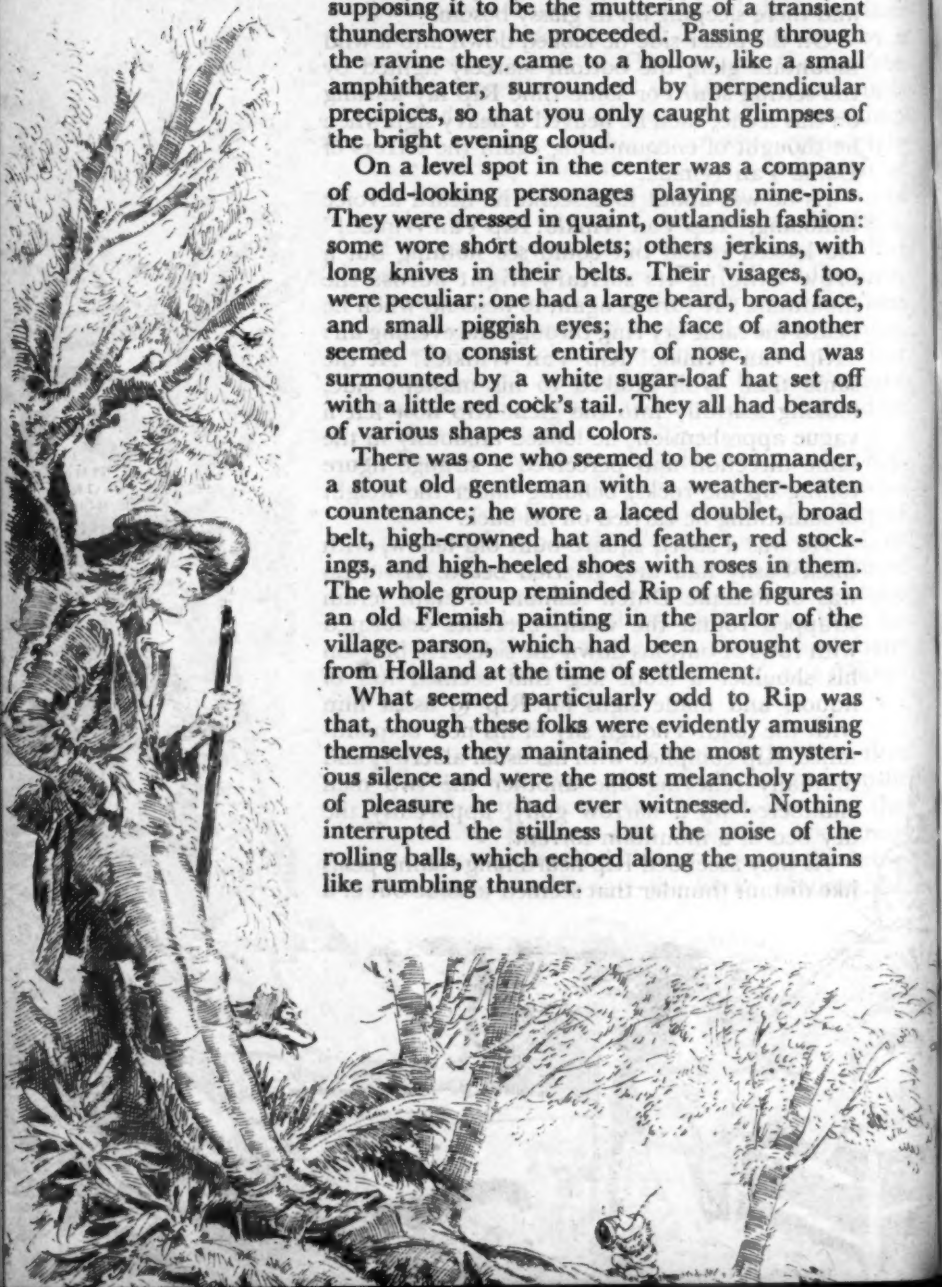 supposing it to be the muttering of a transient
thundershower he proceeded. Passing through
the ravine they came to a hollow, like a small
amphitheater, surrounded by perpendicular
precipices, so that you only caught glimpses of
the bright evening cloud.
On a level spot in the center was a company
of odd-looking personages playing nine-pins.
They were dressed in quaint, outlandish fashion:
some wore short doublets; others jerkins, with
long knives in their belts. Their visages, too,
were peculiar: one had a large beard, broad face,
and small piggish eyes; the face of another
seemed to consist entirely of nose, and was
surmounted by a white sugar-loaf hat set off
with a little red cock's tail. They all had beards,
of various shapes and colors.
There was one who seemed to be commander,
a stout old gentleman with a weather-beaten
countenance; he wore a laced doublet, broad
belt, high-crowned hat and feather, red stock-
ings, and high-heeled shoes with roses in them.
The whole group reminded Rip of the figures in
an old Flemish painting in the parlor of the
village parson, which had been brought over
from Holland at the time of settlement.
What seemed particularly odd to Rip was
that, though these folks were evidently amusing
themselves, they maintained the most mysteri-
ous silence and were the most melancholy party
of pleasure he had ever witnessed. Nothing
interrupted the stillness but the noise of the
rolling balls, which echoed along the mountains
like rumbling thunder.